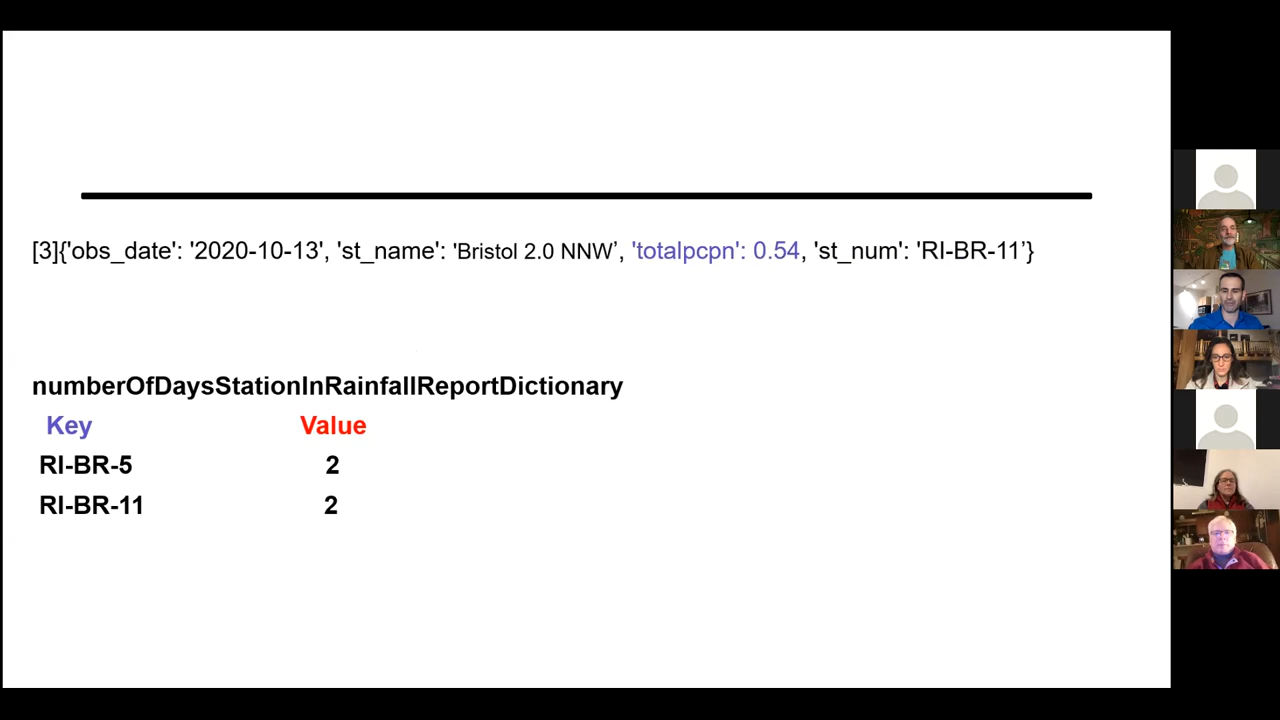 [3]{'obs_date': '2020-10-13', 'st_name': 'Bristol 2.0 NNW’, 'totalpcpn': 0.54, 'st_num': 'RI-BR-11’}
numberOfDaysStationInRainfallReportDictionary
Key Value
RI-BR-5 2
RI-BR-11 2